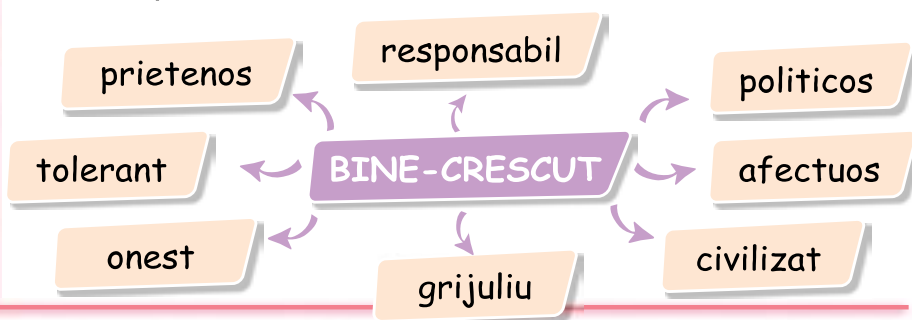 responsabil
prietenos
politicos
tolerant
BINE-CRESCUT
afectuos
onest
civilizat
grijuliu